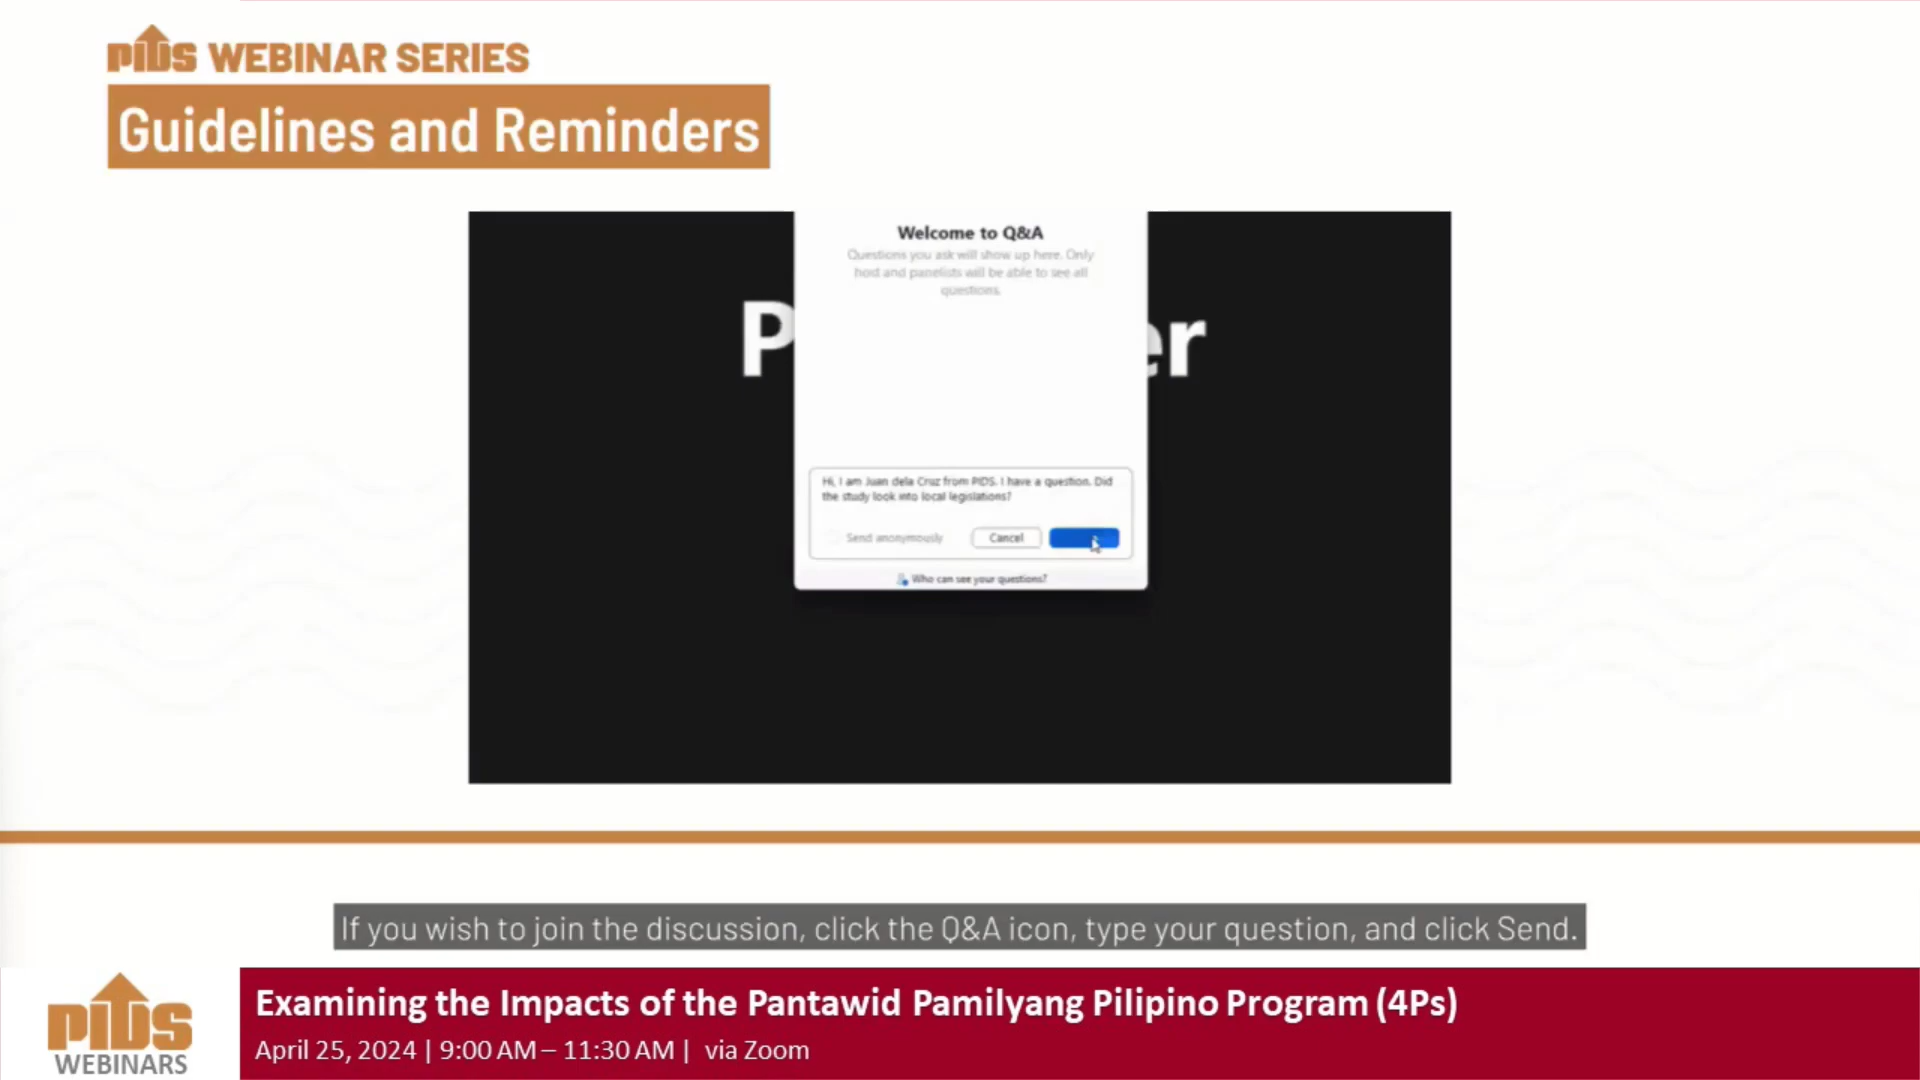 PIDS WEBINAR SERIES
Guidelines and Reminders
Welcome to Q&A
Questions you ask will show up here. Only
host and panelists will be able to see all
questions.
P er
Hi, I am Juan dela Cruz from PIDS. I have a question. Did
the study look into local legislations?
Send anonymously Cancel
Who can see your questions?
If you wish to join the discussion, click the Q&A icon, type your question, and click Send.
PIDS
WEBINARS
Examining the Impacts of the Pantawid Pamilyang Pilipino Program (4Ps)
April 25, 2024 | 9:00 AM – 11:30 AM | via Zoom